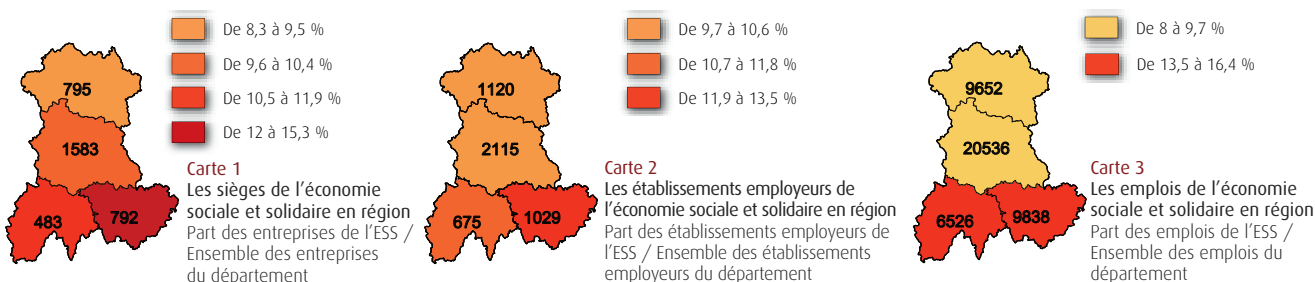 De 8,3 à 9,5 %
De 9,6 à 10,4 %
De 10,5 à 11,9 %
De 12 à 15,3 %
795
1583
483
792
Carte 1
Les sièges de l'économie
sociale et solidaire en région
Part des entreprises de l'ESS /
Ensemble des entreprises
du département
De 9,7 à 10,6 %
De 10,7 à 11,8 %
De 11,9 à 13,5 %
1120
2115
675
1029
Carte 2
Les établissements employeurs de
l'économie sociale et solidaire en région
Part des établissements employeurs de
l'ESS / Ensemble des établissements
employeurs du département
De 8 à 9,7 %
De 13,5 à 16,4 %
9652
20536
6526
9838
Carte 3
Les emplois de l'économie
sociale et solidaire en région
Part des emplois de l'ESS /
Ensemble des emplois du
département